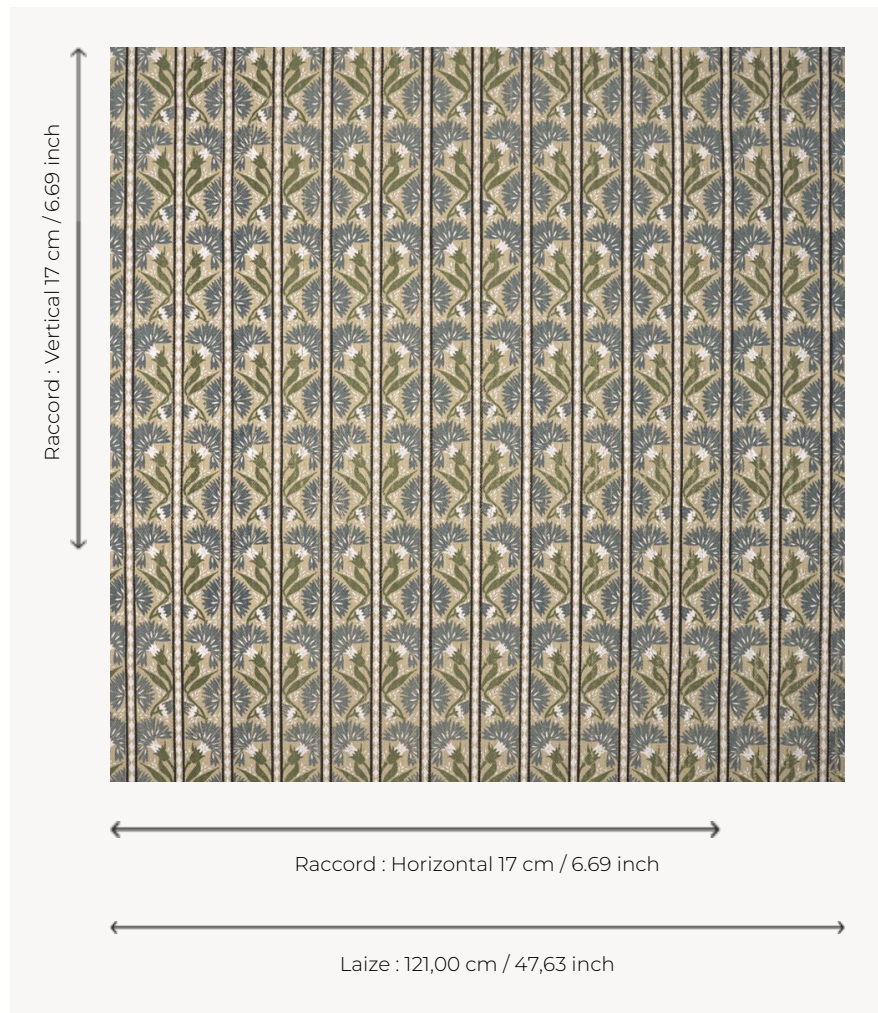 Raccord : Vertical 17 cm / 6.69 inch
Raccord : Horizontal 17 cm / 6.69 inch
Laize : 121,00 cm / 47,63 inch